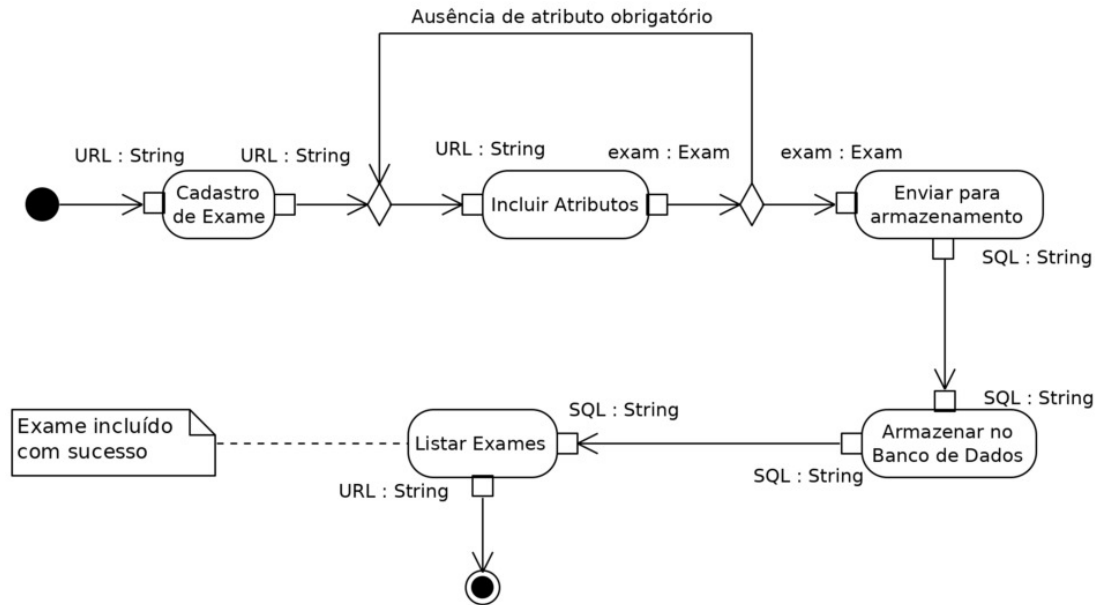 Ausência de atributo obrigatório
URL : String
URL : String
URL : String
exam : Exam
exam : Exam
Cadastro
de Exame
Incluir Atributos
Enviar para
armazenamento
SQL : String
SQL : String
Armazenar no
Banco de Dados
SQL : String
SQL : String
Listar Exames
URL : String
Exame incluído
com sucesso